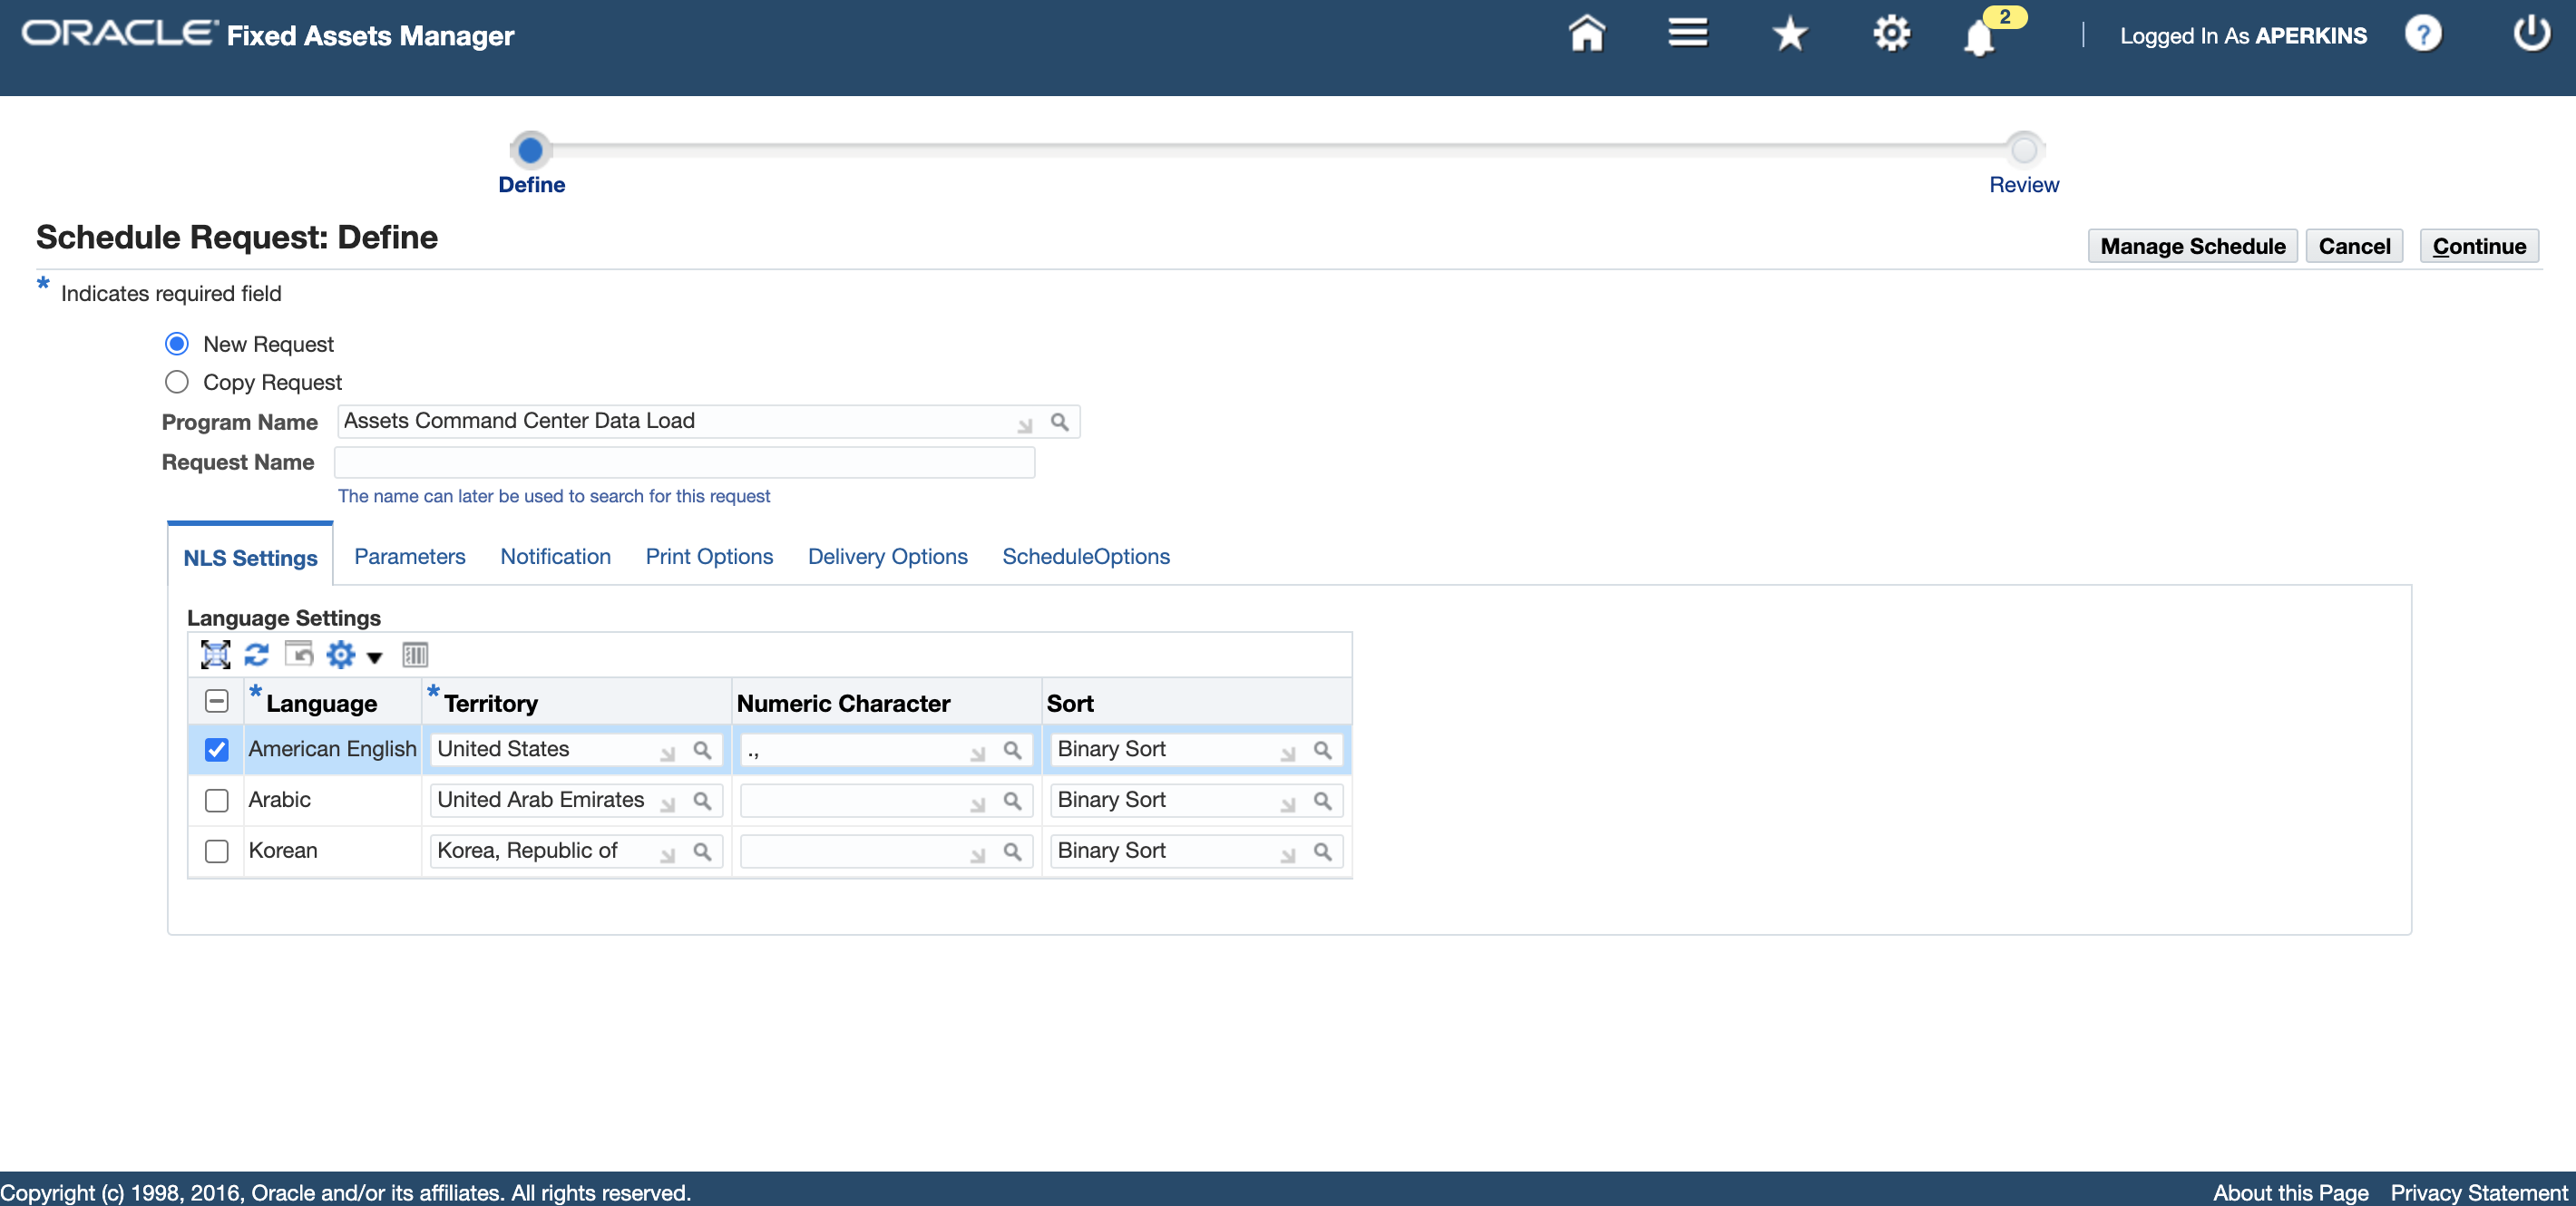 ORACLE Fixed Assets Manager
2
Logged In As APERKINS
?
Define
Review
Schedule Request: Define
Manage Schedule
Cancel
Continue
* Indicates required field
New Request
Copy Request
Program Name Assets Command Center Data Load
Request Name
The name can later be used to search for this request
NLS Settings Parameters Notification Print Options Delivery Options ScheduleOptions
Language Settings
* Language * Territory Numeric Character Sort
American English United States ., Binary Sort
Arabic United Arab Emirates Binary Sort
Korean Korea, Republic of Binary Sort
Copyright (c) 1998, 2016, Oracle and/or its affiliates. All rights reserved.
About this Page Privacy Statement